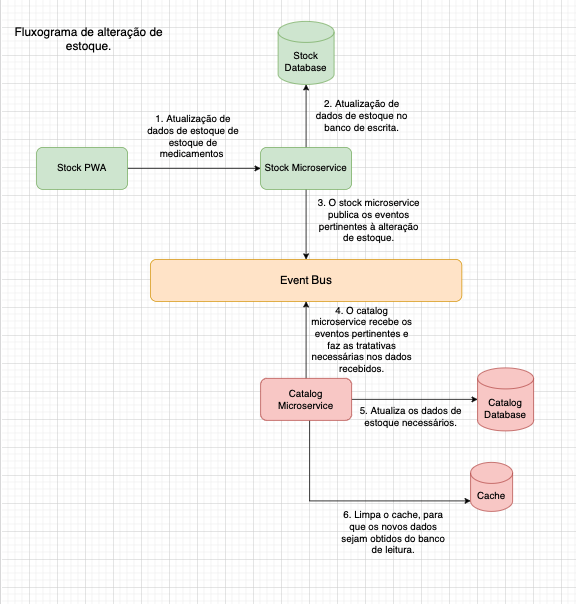 Fluxograma de alteração de
estoque.
Stock
Database
1. Atualização de
dados de estoque de
estoque de
medicamentos
2. Atualização de
dados de estoque no
banco de escrita.
Stock PWA
Stock Microservice
3. O stock microservice
publica os eventos
pertinentes à alteração
de estoque.
Event Bus
4. O catalog
microservice recebe os
eventos pertinentes e
faz as tratativas
necessárias nos dados
recebidos.
Catalog
Microservice
5. Atualiza os dados de
estoque necessários.
Catalog
Database
Cache
6. Limpa o cache, para
que os novos dados
sejam obtidos do banco
de leitura.